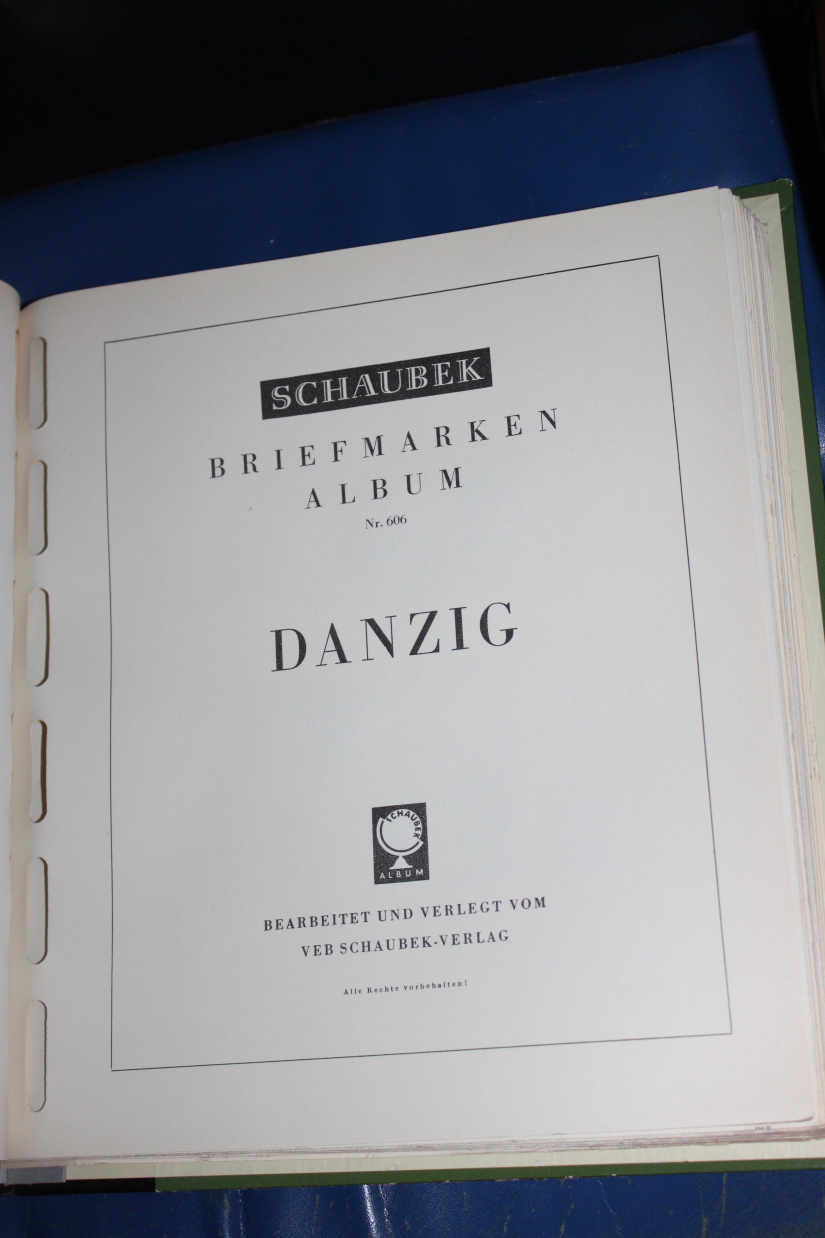 SCHAUBEK
BRIEFMARKEN
ALBUM
Nr. 606
DANZIG
SCHAUBEK
ALBUM
BEARBEITET UND VERLEGT VOM
VEB SCHAUBEK-VERLAG
Alle Rechte vorbehalten!